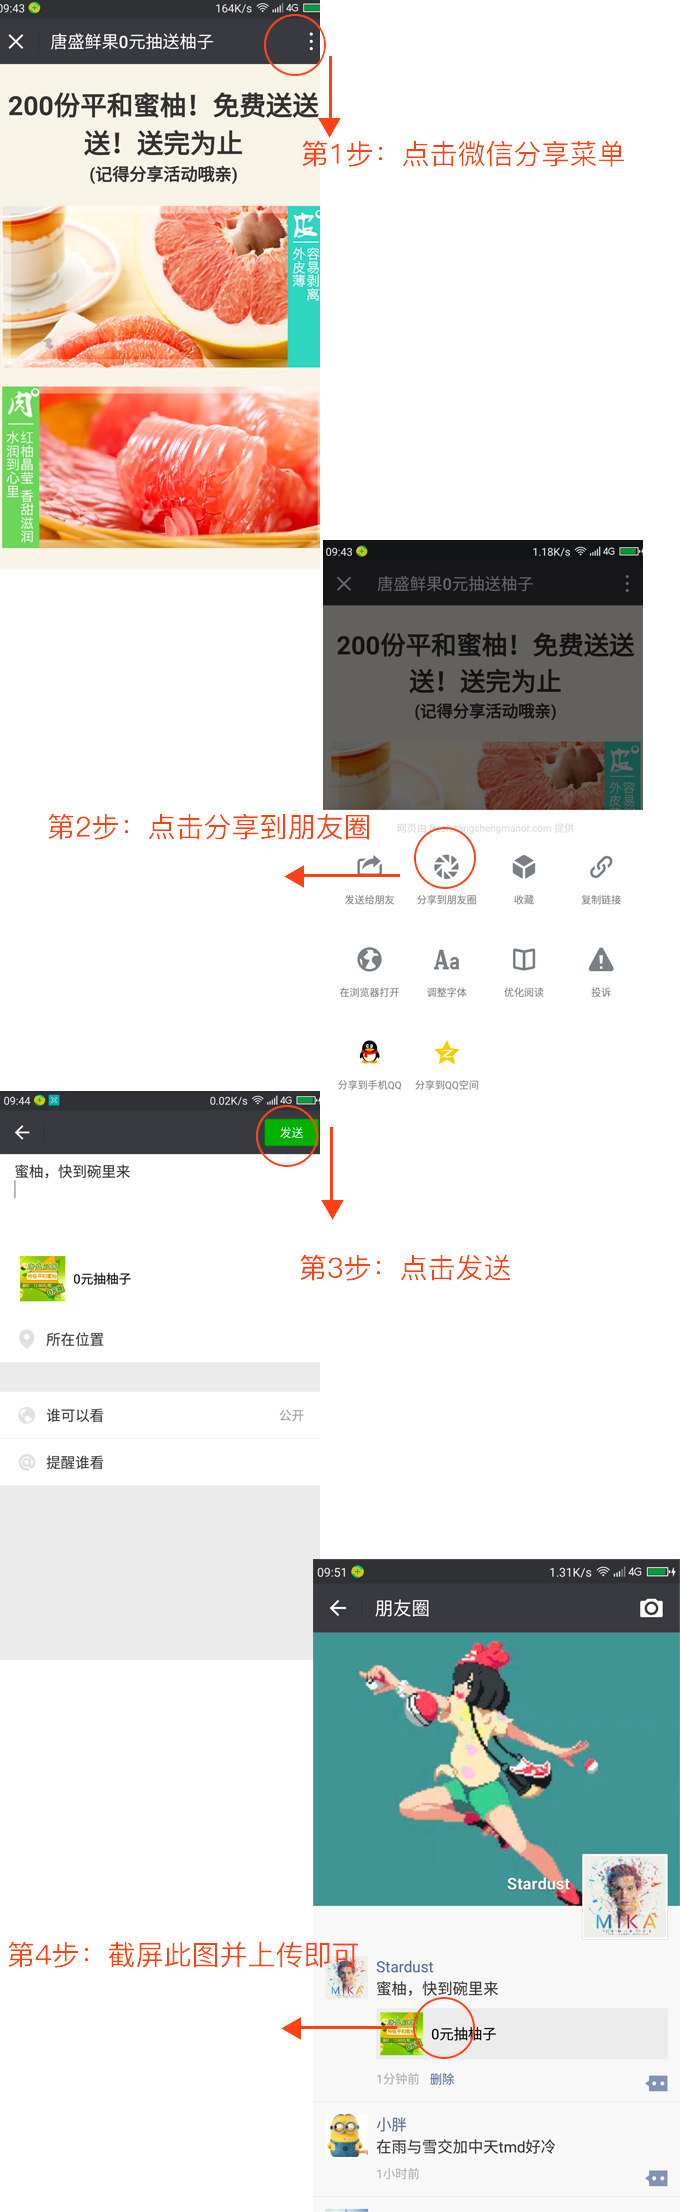 09:43 164K/s 4G
唐盛鲜果0元抽送柚子
200份平和蜜柚！免费送送
送！送完为止
(记得分享活动哦亲)
第1步：点击微信分享菜单
皮
容易剥离
外皮薄
肉
红柚晶莹 香甜滋润
水润到心里
09:43 1.18K/s 4G
唐盛鲜果0元抽送柚子
200份平和蜜柚！免费送送
送！送完为止
(记得分享活动哦亲)
皮
容易
外皮
第2步：点击分享到朋友圈
网页由 tangshengmanor.com 提供
发送给朋友 分享到朋友圈 收藏 复制链接
Aa
在浏览器打开 调整字体 优化阅读 投诉
分享到手机QQ 分享到QQ空间
09:44 0.02K/s 4G
发送
蜜柚，快到碗里来
第3步：点击发送
0元抽柚子
所在位置
谁可以看 公开
@ 提醒谁看
09:51 1.31K/s 4G
朋友圈
Stardust
MIKA
第4步：截屏此图并上传即可
MIKA
Stardust
蜜柚，快到碗里来
0元抽柚子
1分钟前 删除
小胖
在雨与雪交加中天tmd好冷
1小时前